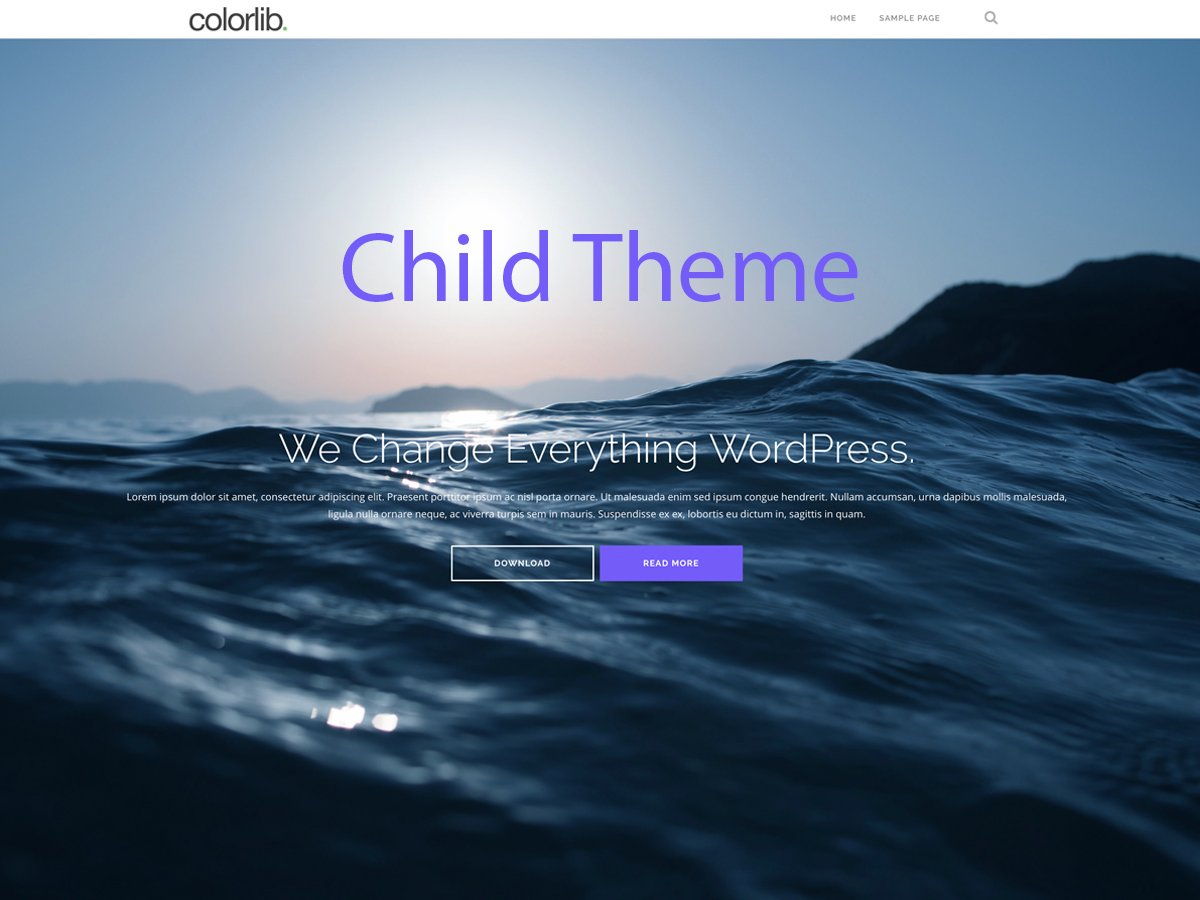 colorlib.
HOME SAMPLE PAGE
Child Theme
We Change Everything WordPress.
Lorem ipsum dolor sit amet, consectetur adipiscing elit. Praesent porttitor ipsum ac nisl porta ornare. Ut malesuada enim sed ipsum congue hendrerit. Nullam accumsan, urna dapibus mollis malesuada,
ligula nulla ornare neque, ac viverra turpis sem in mauris. Suspendisse ex ex, lobortis eu dictum in, sagittis in quam.
DOWNLOAD READ MORE